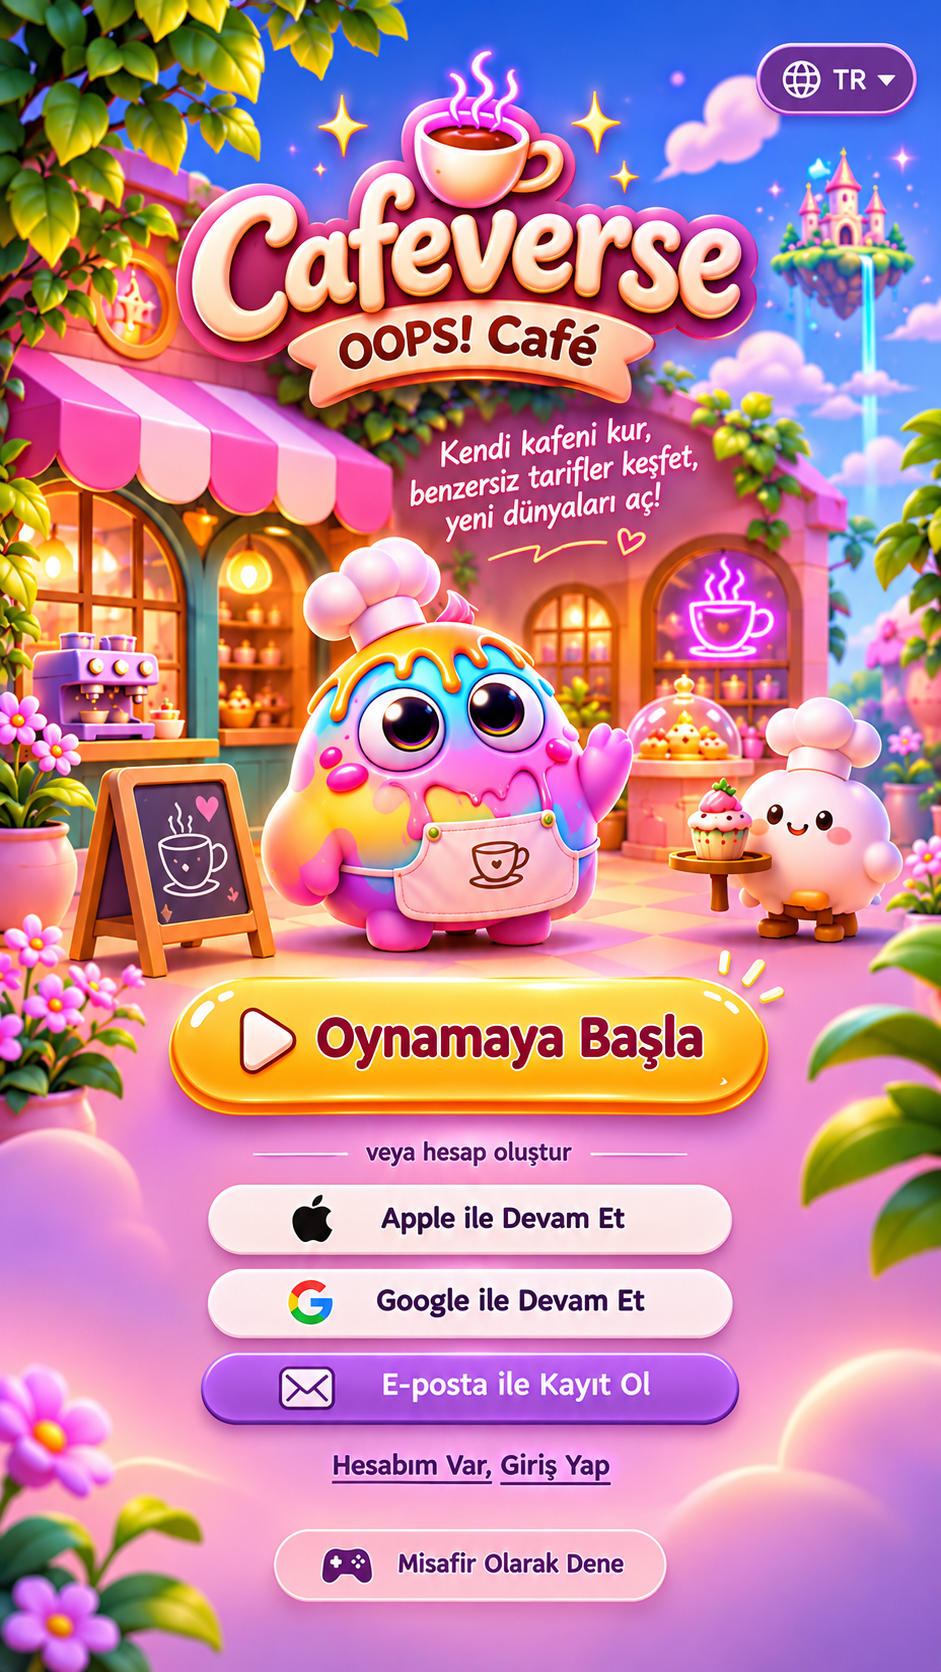 TR
Cafeverse
OOPS! Café
Kendi kafeni kur,
benzersiz tarifler keşfet,
yeni dünyaları aç!
Oynamaya Başla
veya hesap oluştur
Apple ile Devam Et
Google ile Devam Et
E-posta ile Kayıt Ol
Hesabım Var, Giriş Yap
Misafir Olarak Dene